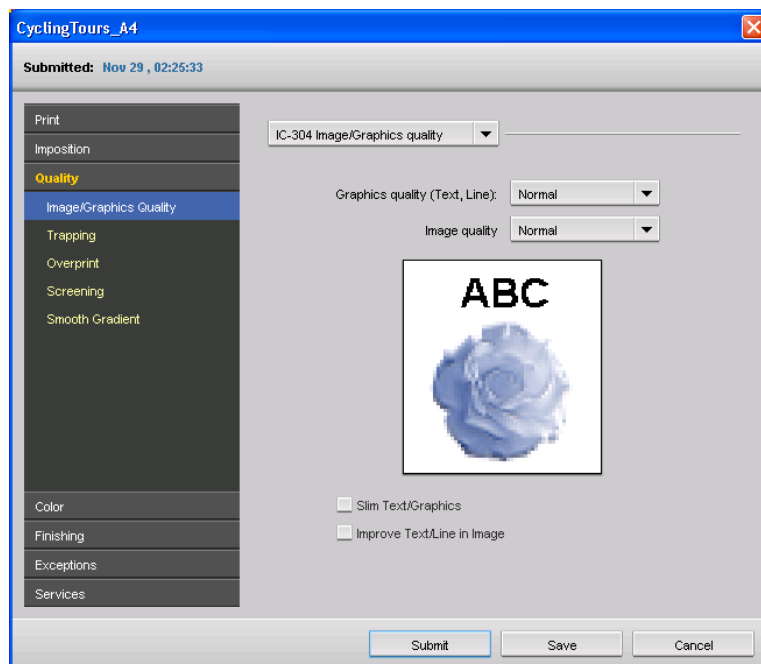 CyclingTours_A4
Submitted: Nov 29 , 02:25:33
Print
Imposition
Quality
Image/Graphics Quality
Trapping
Overprint
Screening
Smooth Gradient
Color
Finishing
Exceptions
Services
IC-304 Image/Graphics quality
Graphics quality (Text, Line): Normal
Image quality Normal
ABC
Slim Text/Graphics
Improve Text/Line in Image
Submit Save Cancel